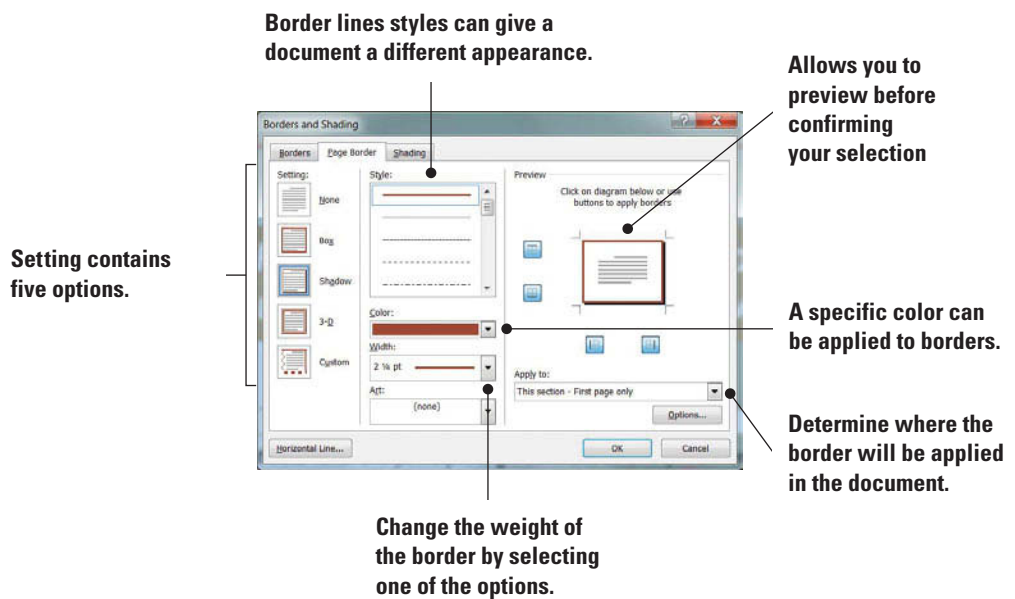 Border lines styles can give a
document a different appearance.
Allows you to
preview before
confirming
your selection
Borders and Shading
Borders Page Border Shading
Setting:
None
Box
Shadow
3-D
Custom
Style:
Color:
Width:
2 ¼ pt
Art:
(none)
Preview
Click on diagram below or use
buttons to apply borders
Apply to:
This section - First page only
Options...
Horizontal Line...
OK
Cancel
Setting contains
five options.
A specific color can
be applied to borders.
Determine where the
border will be applied
in the document.
Change the weight of
the border by selecting
one of the options.